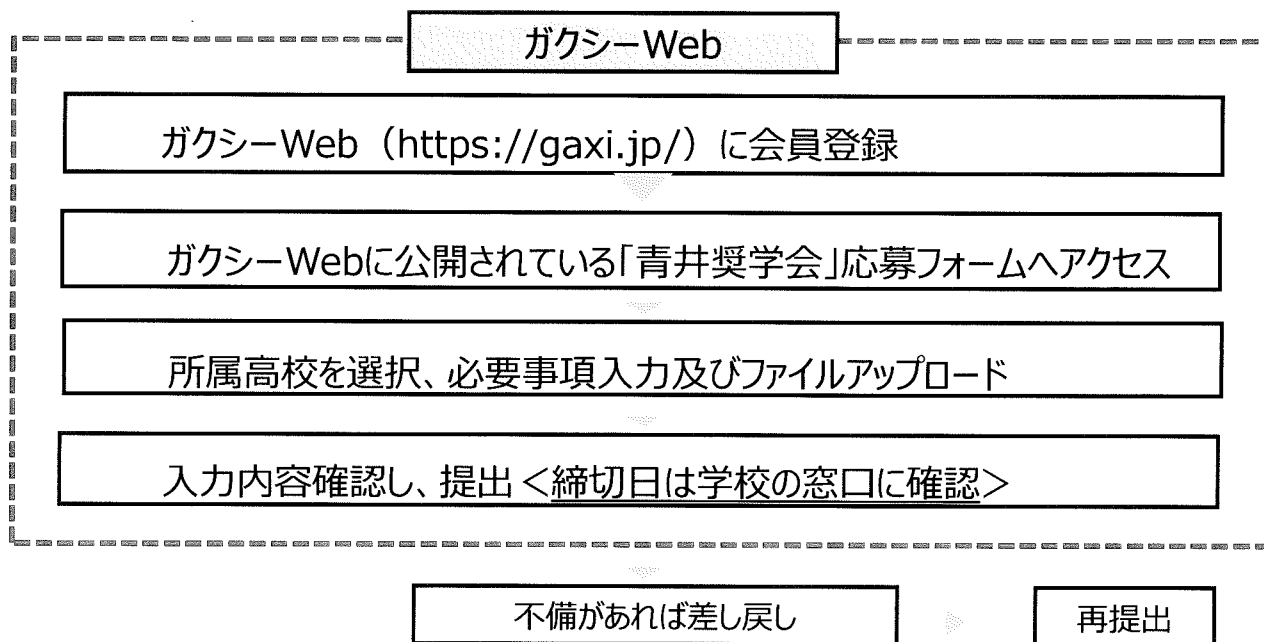 ガクシーWeb
ガクシーWeb（https://gaxi.jp/）に会員登録
ガクシーWebに公開されている「青井奨学会」応募フォームへアクセス
所属高校を選択、必要事項入力及びファイルアップロード
入力内容確認し、提出＜締切日は学校の窓口に確認＞
不備があれば差し戻し
再提出